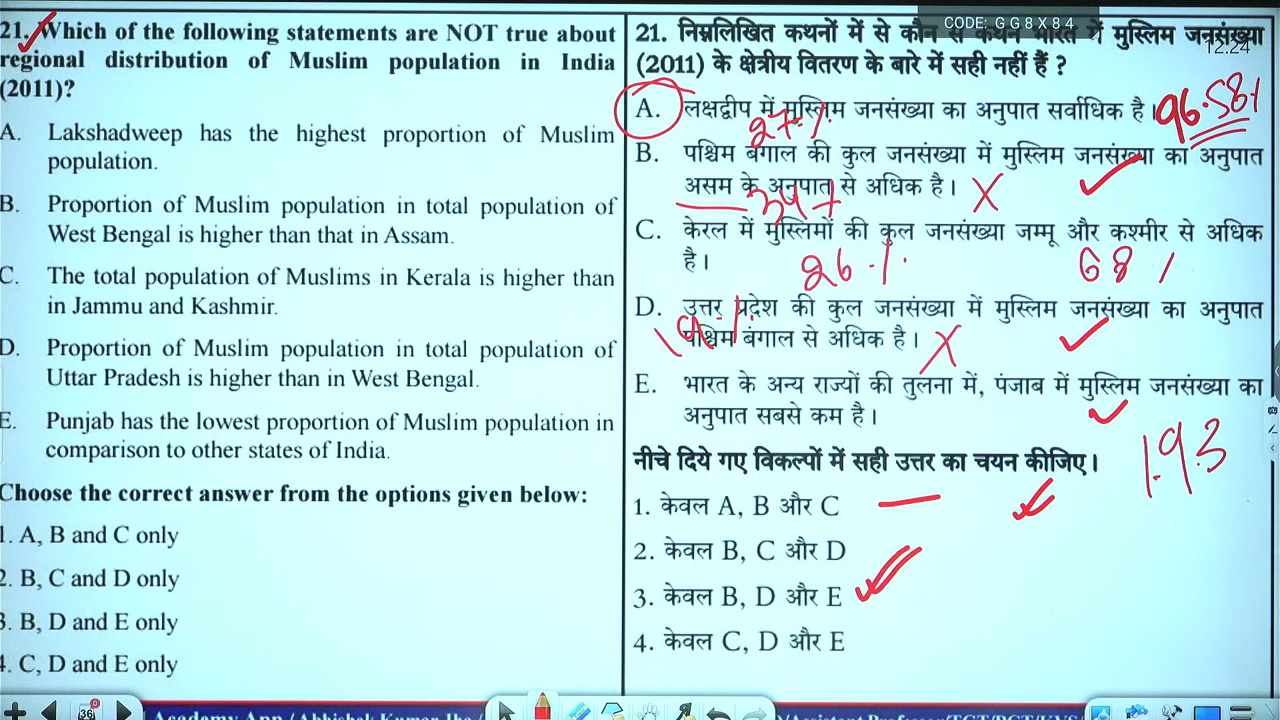 CODE: G G 8 X 8 4
12:24
21. Which of the following statements are NOT true about
regional distribution of Muslim population in India
(2011)?
A. Lakshadweep has the highest proportion of Muslim
population.
B. Proportion of Muslim population in total population of
West Bengal is higher than that in Assam.
C. The total population of Muslims in Kerala is higher than
in Jammu and Kashmir.
D. Proportion of Muslim population in total population of
Uttar Pradesh is higher than in West Bengal.
E. Punjab has the lowest proportion of Muslim population in
comparison to other states of India.
Choose the correct answer from the options given below:
1. A, B and C only
2. B, C and D only
3. B, D and E only
4. C, D and E only
21. निम्नलिखित कथनों में से कौन से कथन भारत में मुस्लिम जनसंख्या
(2011) के क्षेत्रीय वितरण के बारे में सही नहीं हैं ?
A. लक्षद्वीप में मुस्लिम जनसंख्या का अनुपात सर्वाधिक है।
96.58%
27%
B. पश्चिम बंगाल की कुल जनसंख्या में मुस्लिम जनसंख्या का अनुपात
असम के अनुपात से अधिक है।
C. केरल में मुस्लिमों की कुल जनसंख्या जम्मू और कश्मीर से अधिक
है।
26%
68%
D. उत्तर प्रदेश की कुल जनसंख्या में मुस्लिम जनसंख्या का अनुपात
पश्चिम बंगाल से अधिक है।
E. भारत के अन्य राज्यों की तुलना में, पंजाब में मुस्लिम जनसंख्या का
अनुपात सबसे कम है।
1.93
नीचे दिये गए विकल्पों में सही उत्तर का चयन कीजिए।
1. केवल A, B और C
2. केवल B, C और D
3. केवल B, D और E
4. केवल C, D और E
36